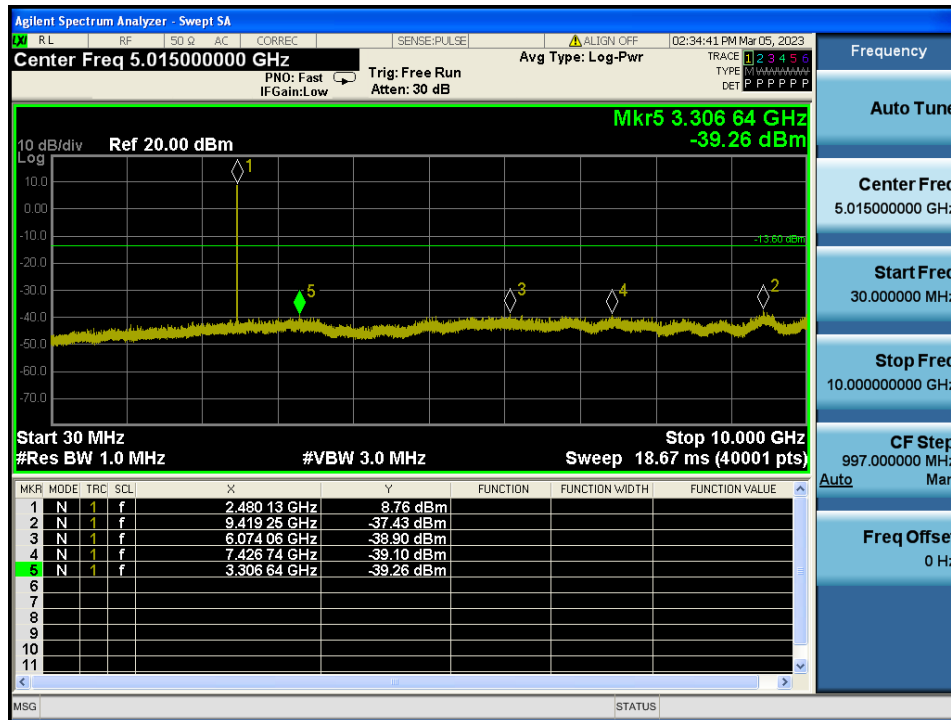 Agilent Spectrum Analyzer - Swept SA
LXI RL RF 50 Ω AC CORREC SENSE:PULSE ALIGN OFF 02:34:41 PM Mar 05, 2023
Center Freq 5.015000000 GHz
PNO: Fast
IFGain:Low
Trig: Free Run
Atten: 30 dB
Avg Type: Log-Pwr
TRACE 1 2 3 4 5 6
TYPE M
DET P P P P P P
Mkr5 3.306 64 GHz
-39.26 dBm
10 dB/div Ref 20.00 dBm
Log
10.0
0.00
-10.0
-20.0
-30.0
-40.0
-50.0
-60.0
-70.0
1
-13.60 dBm
5
3
4
2
Start 30 MHz Stop 10.000 GHz
#Res BW 1.0 MHz #VBW 3.0 MHz Sweep 18.67 ms (40001 pts)
MKR MODE TRC SCL X Y FUNCTION FUNCTION WIDTH FUNCTION VALUE
1 N 1 f 2.480 13 GHz 8.76 dBm
2 N 1 f 9.419 25 GHz -37.43 dBm
3 N 1 f 6.074 06 GHz -38.90 dBm
4 N 1 f 7.426 74 GHz -39.10 dBm
5 N 1 f 3.306 64 GHz -39.26 dBm
6
7
8
9
10
11
MSG STATUS
Frequency
Auto Tune
Center Freq
5.015000000 GHz
Start Freq
30.000000 MHz
Stop Freq
10.000000000 GHz
CF Step
997.000000 MHz
Auto Man
Freq Offset
0 Hz